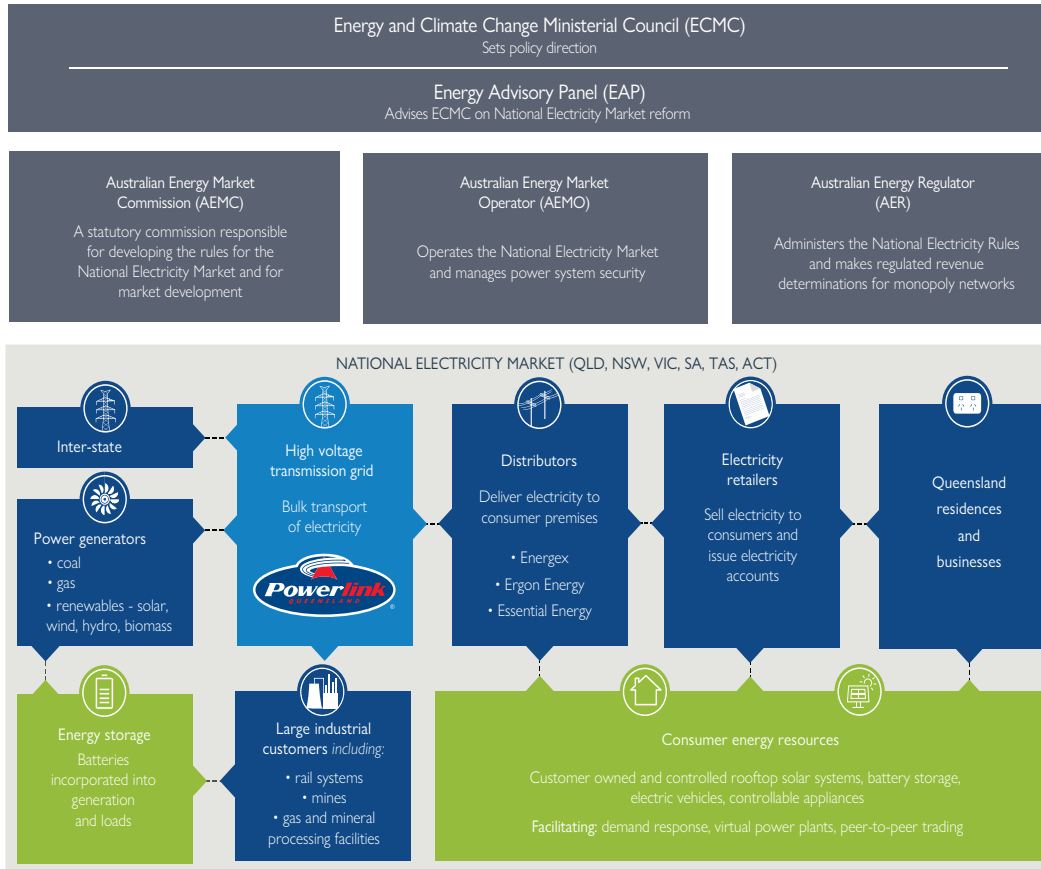 Energy and Climate Change Ministerial Council (ECMC)
Sets policy direction
Energy Advisory Panel (EAP)
Advises ECMC on National Electricity Market reform
Australian Energy Market
Commission (AEMC)
A statutory commission responsible
for developing the rules for the
National Electricity Market and for
market development
Australian Energy Market
Operator (AEMO)
Operates the National Electricity Market
and manages power system security
Australian Energy Regulator
(AER)
Administers the National Electricity Rules
and makes regulated revenue
determinations for monopoly networks
NATIONAL ELECTRICITY MARKET (QLD, NSW, VIC, SA, TAS, ACT)
Inter-state
Power generators
• coal
• gas
• renewables - solar,
wind, hydro, biomass
High voltage
transmission grid
Bulk transport
of electricity
Powerlink
QUEENSLAND
®
Distributors
Deliver electricity to
consumer premises
• Energex
• Ergon Energy
• Essential Energy
Electricity
retailers
Sell electricity to
consumers and
issue electricity
accounts
Queensland
residences
and
businesses
Energy storage
Batteries
incorporated into
generation
and loads
Large industrial
customers including:
• rail systems
• mines
• gas and mineral
processing facilities
Consumer energy resources
Customer owned and controlled rooftop solar systems, battery storage,
electric vehicles, controllable appliances
Facilitating: demand response, virtual power plants, peer-to-peer trading